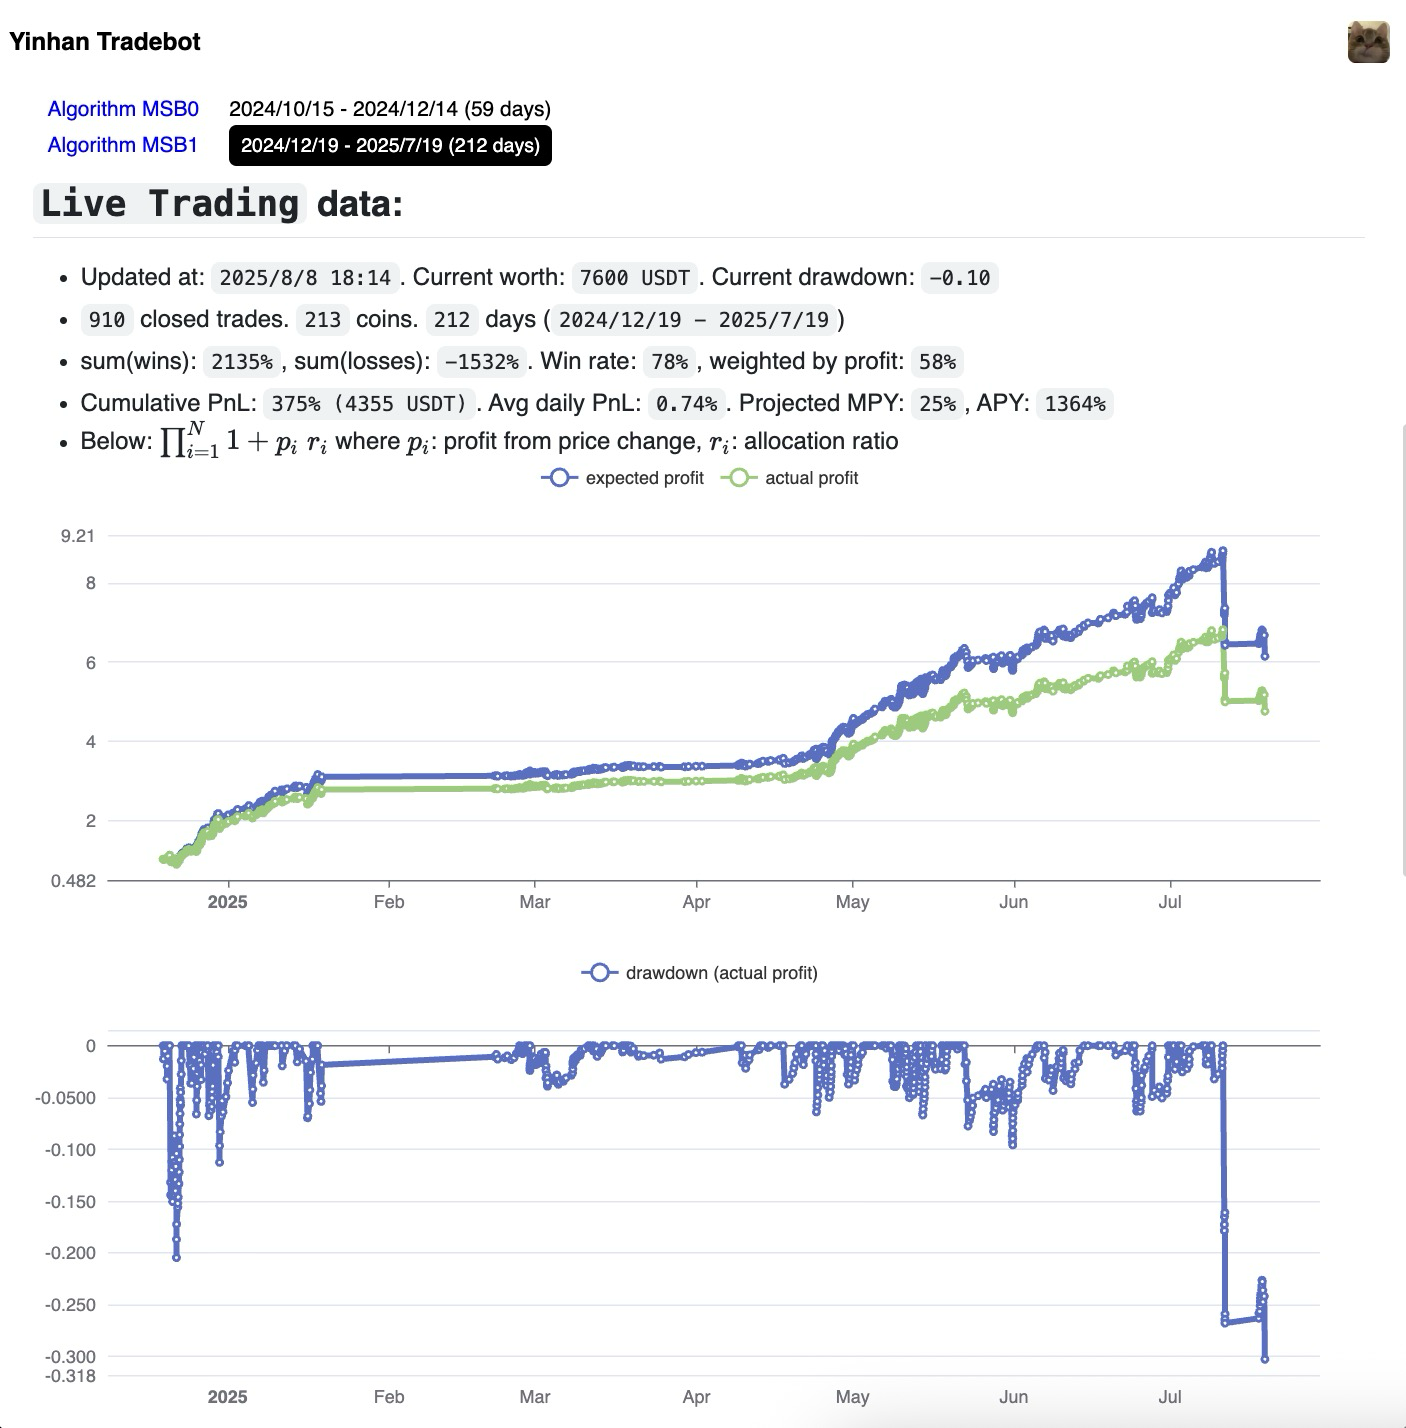 Yinhan Tradebot
Algorithm MSB0 2024/10/15 - 2024/12/14 (59 days)
Algorithm MSB1 2024/12/19 - 2025/7/19 (212 days)
Live Trading data:
• Updated at: 2025/8/8 18:14. Current worth: 7600 USDT. Current drawdown: -0.10
• 910 closed trades. 213 coins. 212 days (2024/12/19 - 2025/7/19)
• sum(wins): 2135%, sum(losses): -1532%. Win rate: 78%, weighted by profit: 58%
• Cumulative PnL: 375% (4355 USDT). Avg daily PnL: 0.74%. Projected MPY: 25%, APY: 1364%
• Below: ∏ᵢ₌₁ᴺ 1 + pᵢ rᵢ where pᵢ: profit from price change, rᵢ: allocation ratio
expected profit actual profit
9.21
8
6
4
2
0.482
2025 Feb Mar Apr May Jun Jul
drawdown (actual profit)
0
-0.0500
-0.100
-0.150
-0.200
-0.250
-0.300
-0.318
2025 Feb Mar Apr May Jun Jul